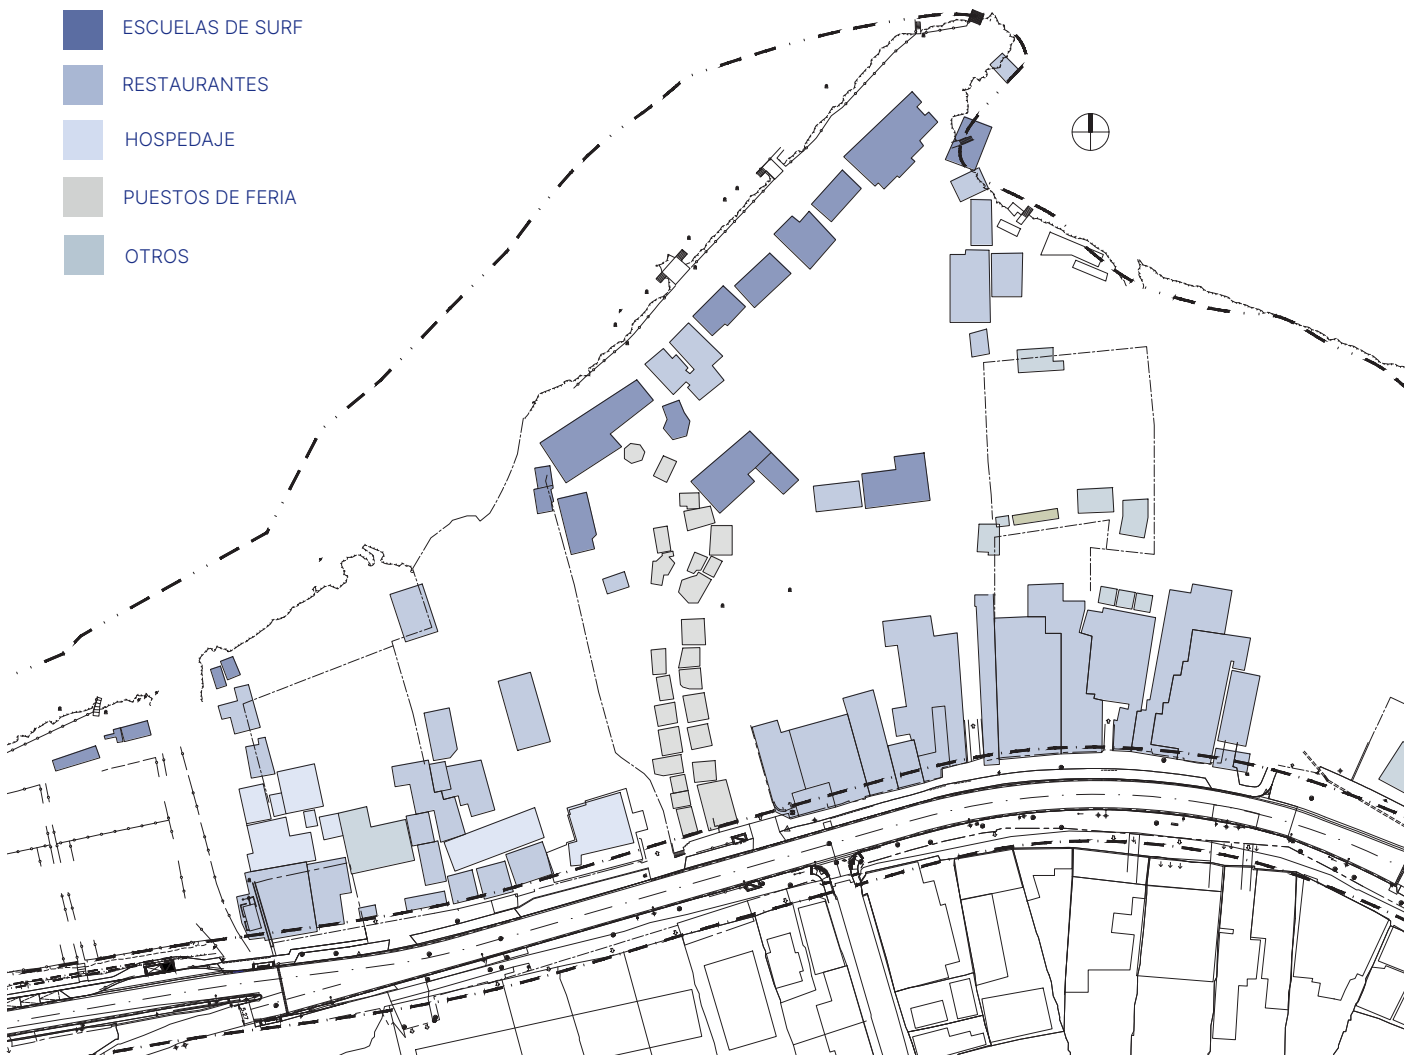 ESCUELAS DE SURF
RESTAURANTES
HOSPEDAJE
PUESTOS DE FERIA
OTROS